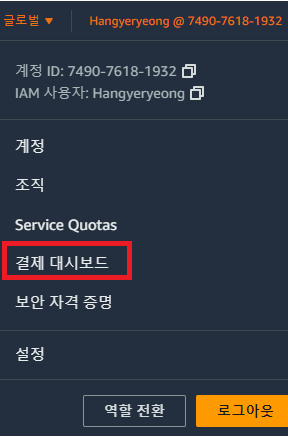 글로벌 ▼ Hangyeryeong @ 7490-7618-1932
계정 ID: 7490-7618-1932
IAM 사용자: Hangyeryeong
계정
조직
Service Quotas
결제 대시보드
보안 자격 증명
설정
역할 전환 로그아웃